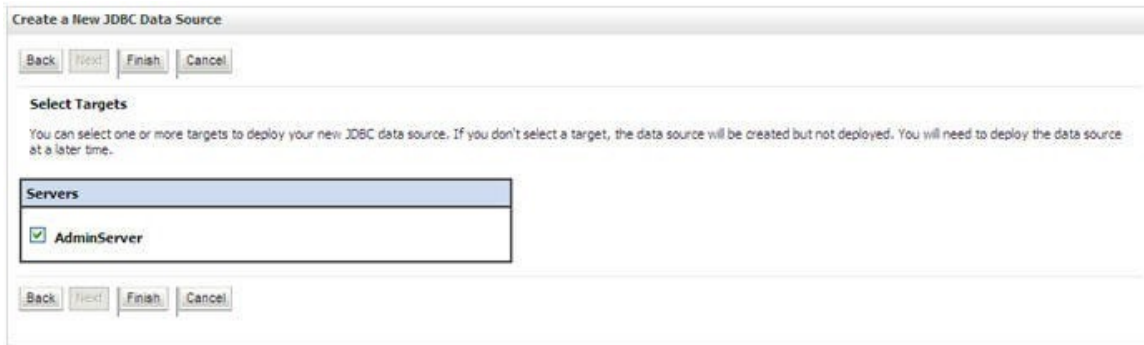 Create a New JDBC Data Source
Back Next Finish Cancel
Select Targets
You can select one or more targets to deploy your new JDBC data source. If you don't select a target, the data source will be created but not deployed. You will need to deploy the data source
at a later time.
Servers
AdminServer
Back Next Finish Cancel